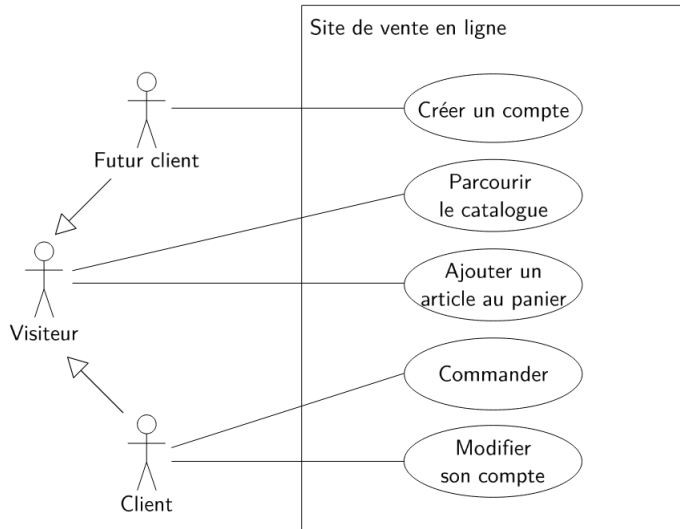 Site de vente en ligne
Créer un compte
Futur client
Parcourir
le catalogue
Ajouter un
article au panier
Visiteur
Commander
Modifier
son compte
Client